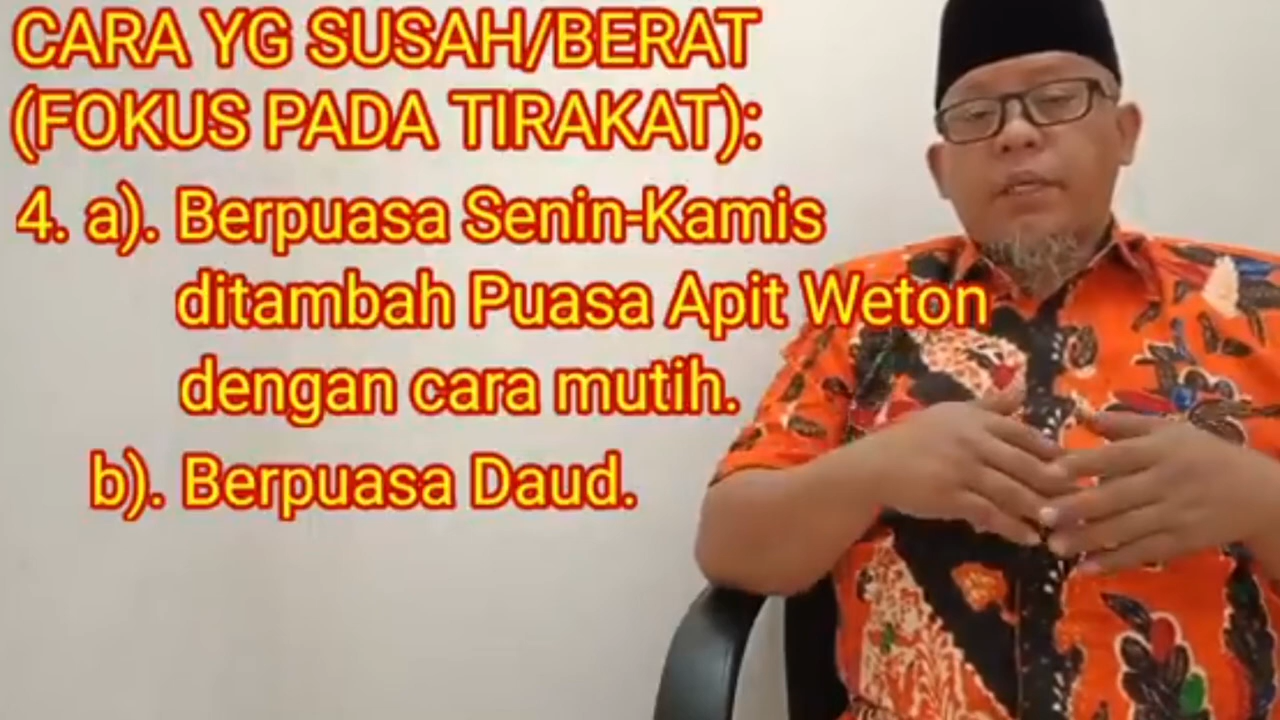 CARA YG SUSAH/BERAT
(FOKUS PADA TIRAKAT):
4. a). Berpuasa Senin-Kamis
ditambah Puasa Apit Weton
dengan cara mutih.
b). Berpuasa Daud.